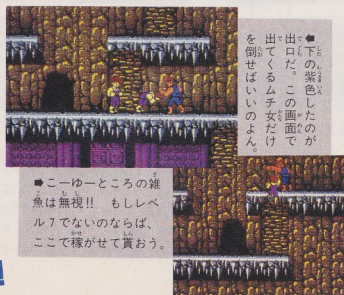 ⬅下の紫色したのが
出口だ。この画面で
出てくるムチ女だけ
を倒せばいいのよん。
➡こーゆーところの雑
魚は無視!!　もしレベ
ル7でないのならば、
ここで稼がせて貰おう。